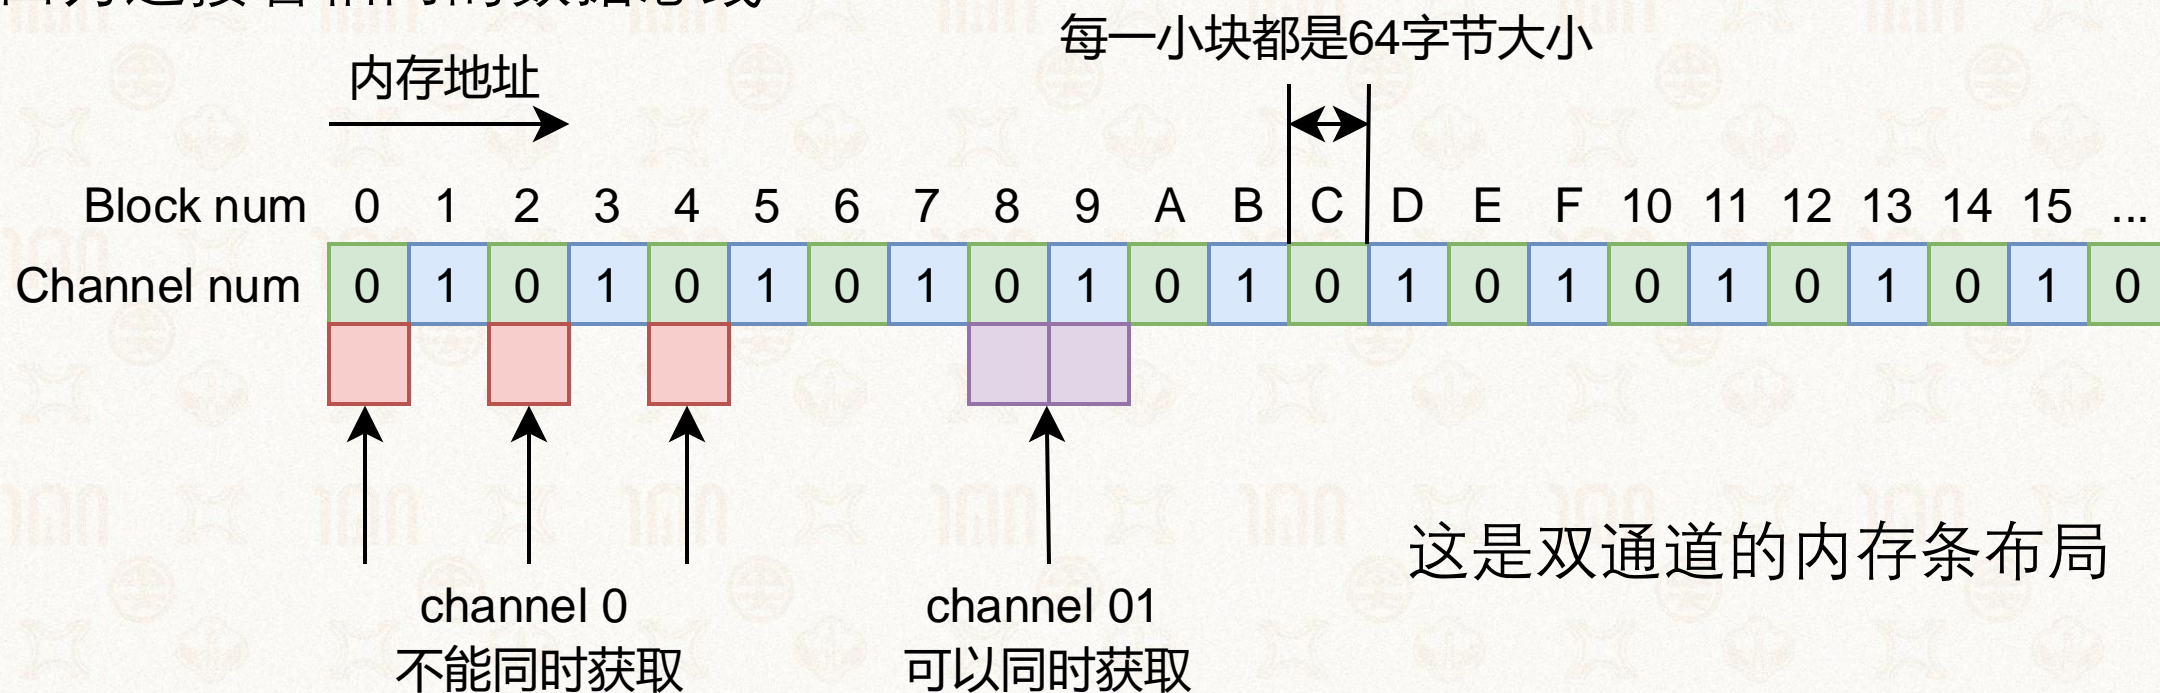 内存地址
每一小块都是64字节大小
Block num 0 1 2 3 4 5 6 7 8 9 A B C D E F 10 11 12 13 14 15 ...
Channel num 0 1 0 1 0 1 0 1 0 1 0 1 0 1 0 1 0 1 0 1 0 1 0
这是双通道的内存条布局
channel 0
不能同时获取
channel 01
可以同时获取